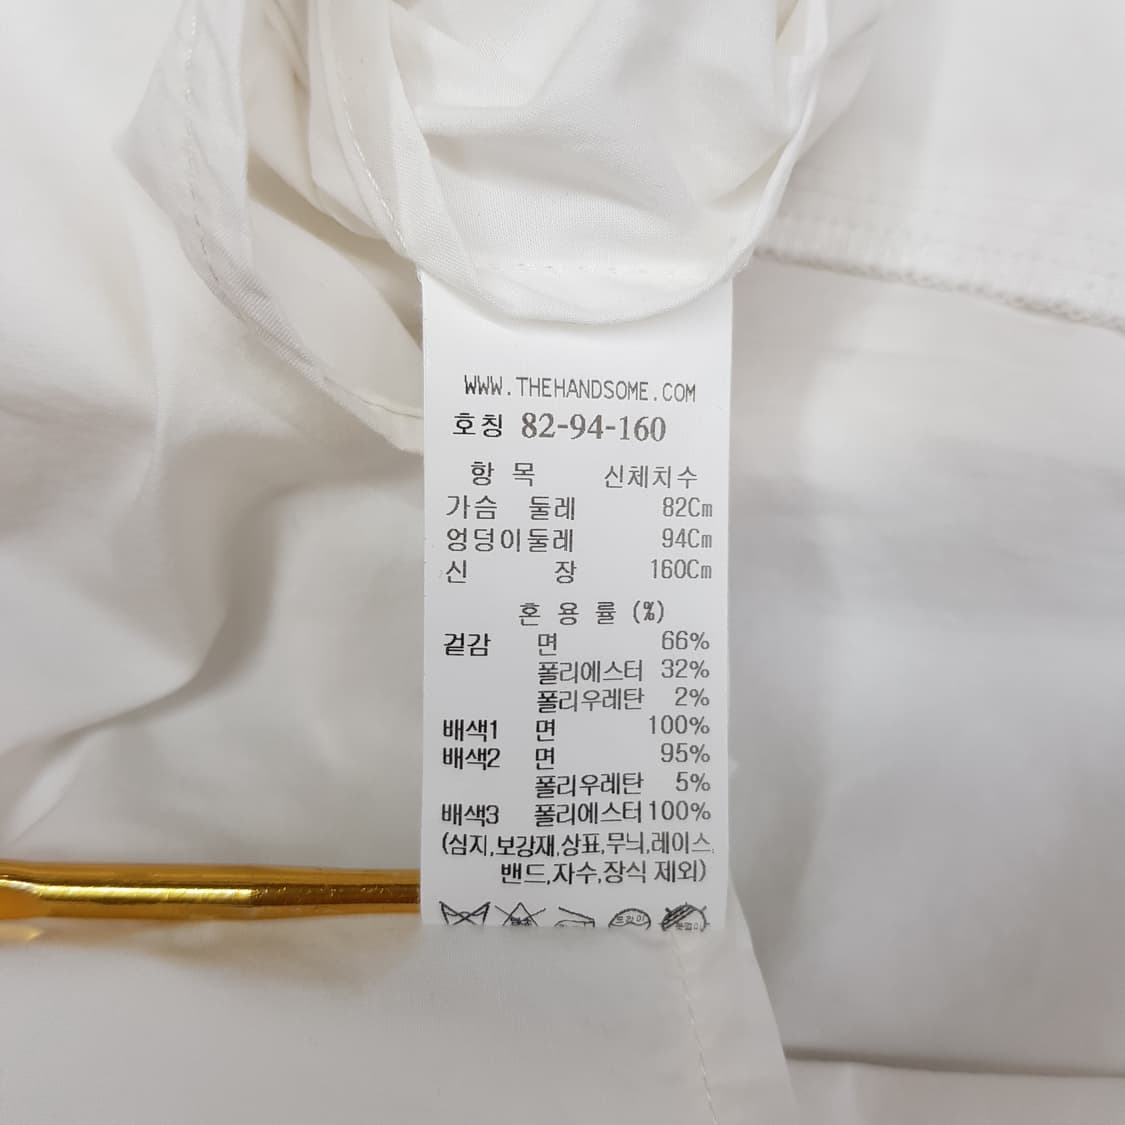 WWW.THEHANDSOME.COM
호칭 82-94-160
항 목 신체치수
가슴 둘레 82Cm
엉덩이둘레 94Cm
신 장 160Cm
혼 용 률 (%)
겉감 면 66%
폴리에스터 32%
폴리우레탄 2%
배색1 면 100%
배색2 면 95%
폴리우레탄 5%
배색3 폴리에스터 100%
(심지,보강재,상표,무늬,레이스,
밴드,자수,장식 제외)
드라이